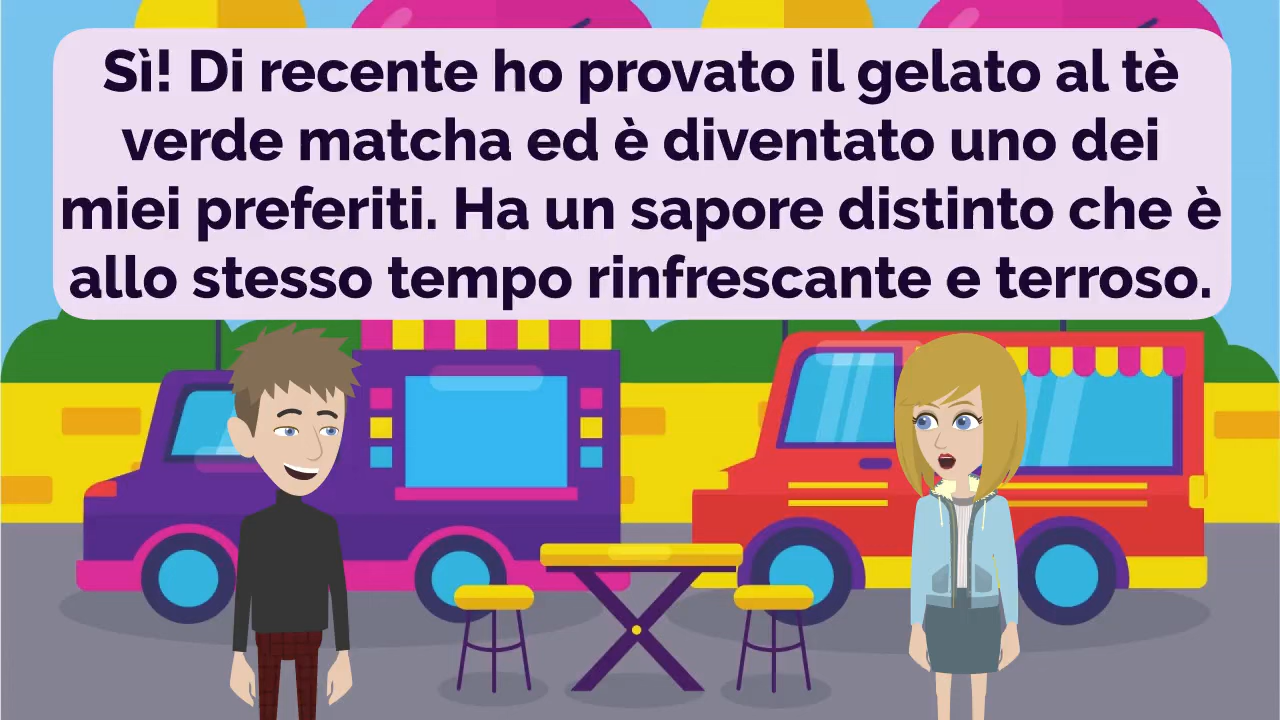 Sì! Di recente ho provato il gelato al tè
verde matcha ed è diventato uno dei
miei preferiti. Ha un sapore distinto che è
allo stesso tempo rinfrescante e terroso.